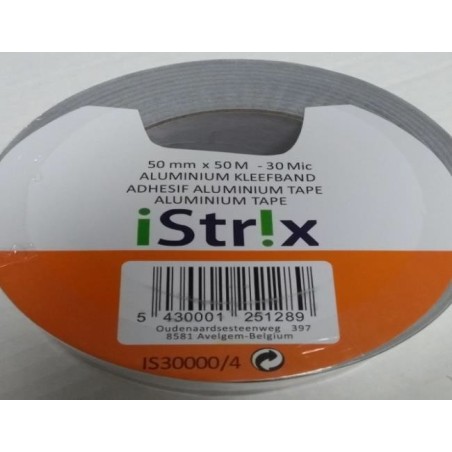 50 mm x 50 M - 30 Mic
ALUMINIUM KLEEFBAND
ADHESIF ALUMINIUM TAPE
ALUMINIUM TAPE
iStr!x
5 430001 251289
Oudenaardsesteenweg 397
8581 Avelgem-Belgium
IS30000/4